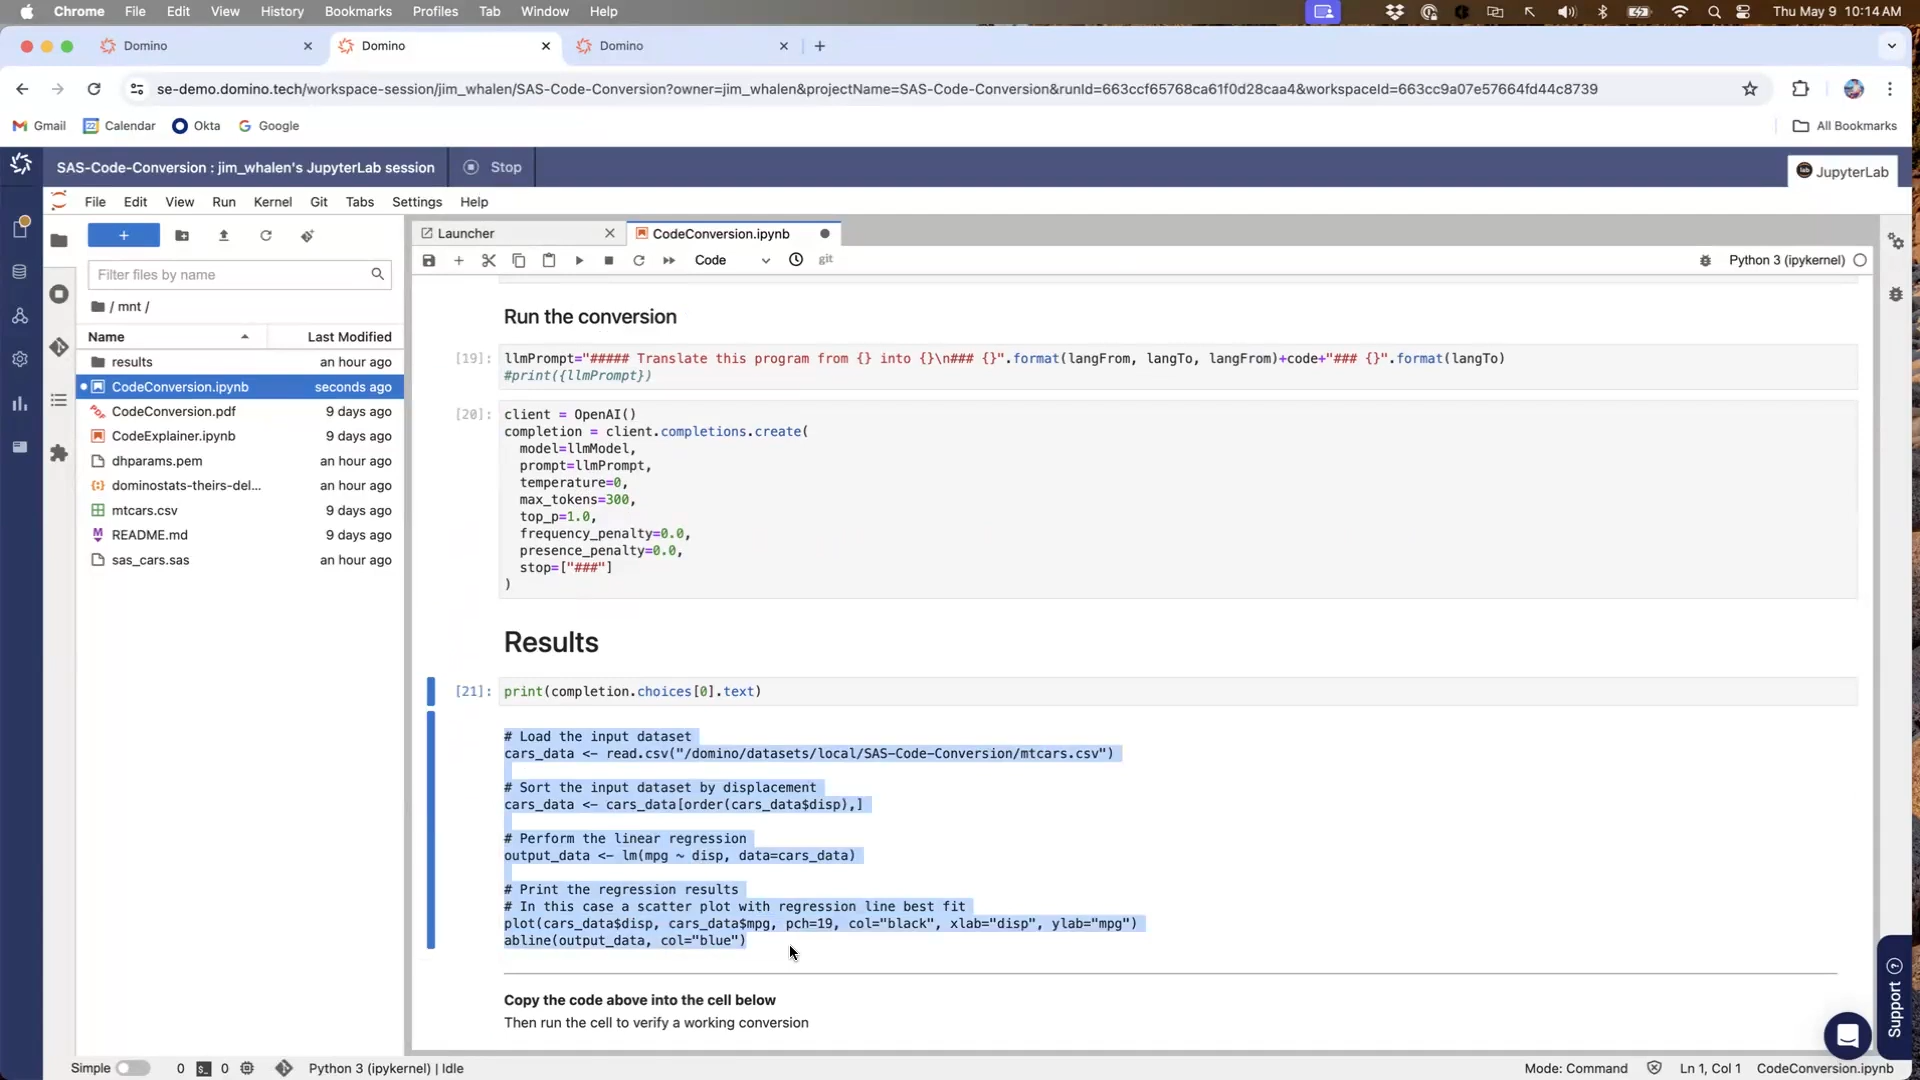 Chrome File Edit View History Bookmarks Profiles Tab Window Help Thu May 9 10:14 AM
Domino Domino Domino
se-demo.domino.tech/workspace-session/jim_whalen/SAS-Code-Conversion?owner=jim_whalen&projectName=SAS-Code-Conversion&runId=663ccf65768ca61f0d28caa4&workspaceId=663cc9a07e57664fd44c8739
Gmail Calendar Okta Google All Bookmarks
SAS-Code-Conversion : jim_whalen's JupyterLab session Stop JupyterLab
File Edit View Run Kernel Git Tabs Settings Help
Launcher CodeConversion.ipynb
Code git Python 3 (ipykernel)
Filter files by name
/ mnt /
Name Last Modified
results an hour ago
CodeConversion.ipynb seconds ago
CodeConversion.pdf 9 days ago
CodeExplainer.ipynb 9 days ago
dhparams.pem an hour ago
dominostats-theirs-del... an hour ago
mtcars.csv 9 days ago
README.md 9 days ago
sas_cars.sas an hour ago
Run the conversion
[19]: llmPrompt="##### Translate this program from {} into {}\n### {}".format(langFrom, langTo, langFrom)+code+"### {}".format(langTo)
#print({llmPrompt})
[20]: client = OpenAI()
completion = client.completions.create(
model=llmModel,
prompt=llmPrompt,
temperature=0,
max_tokens=300,
top_p=1.0,
frequency_penalty=0.0,
presence_penalty=0.0,
stop=["###"]
)
Results
[21]: print(completion.choices[0].text)
# Load the input dataset
cars_data <- read.csv("/domino/datasets/local/SAS-Code-Conversion/mtcars.csv")
# Sort the input dataset by displacement
cars_data <- cars_data[order(cars_data$disp),]
# Perform the linear regression
output_data <- lm(mpg ~ disp, data=cars_data)
# Print the regression results
# In this case a scatter plot with regression line best fit
plot(cars_data$disp, cars_data$mpg, pch=19, col="black", xlab="disp", ylab="mpg")
abline(output_data, col="blue")
Copy the code above into the cell below
Then run the cell to verify a working conversion
Support
Simple 0 0 Python 3 (ipykernel) | Idle Mode: Command Ln 1, Col 1 CodeConversion.ipynb